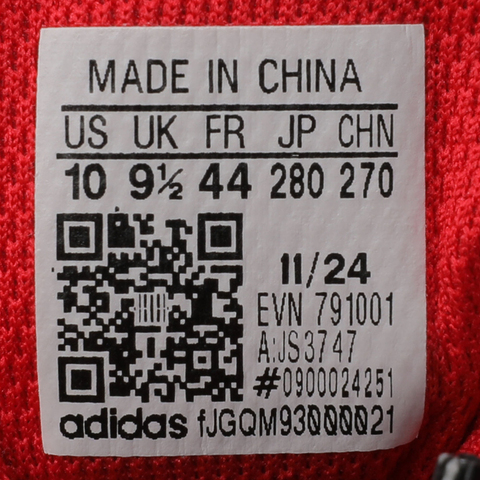 MADE IN CHINA
US UK FR JP CHN
10 9½ 44 280 270
11/24
EVN 791001
A:JS3747
#0900024251
adidas fJGQM93000021